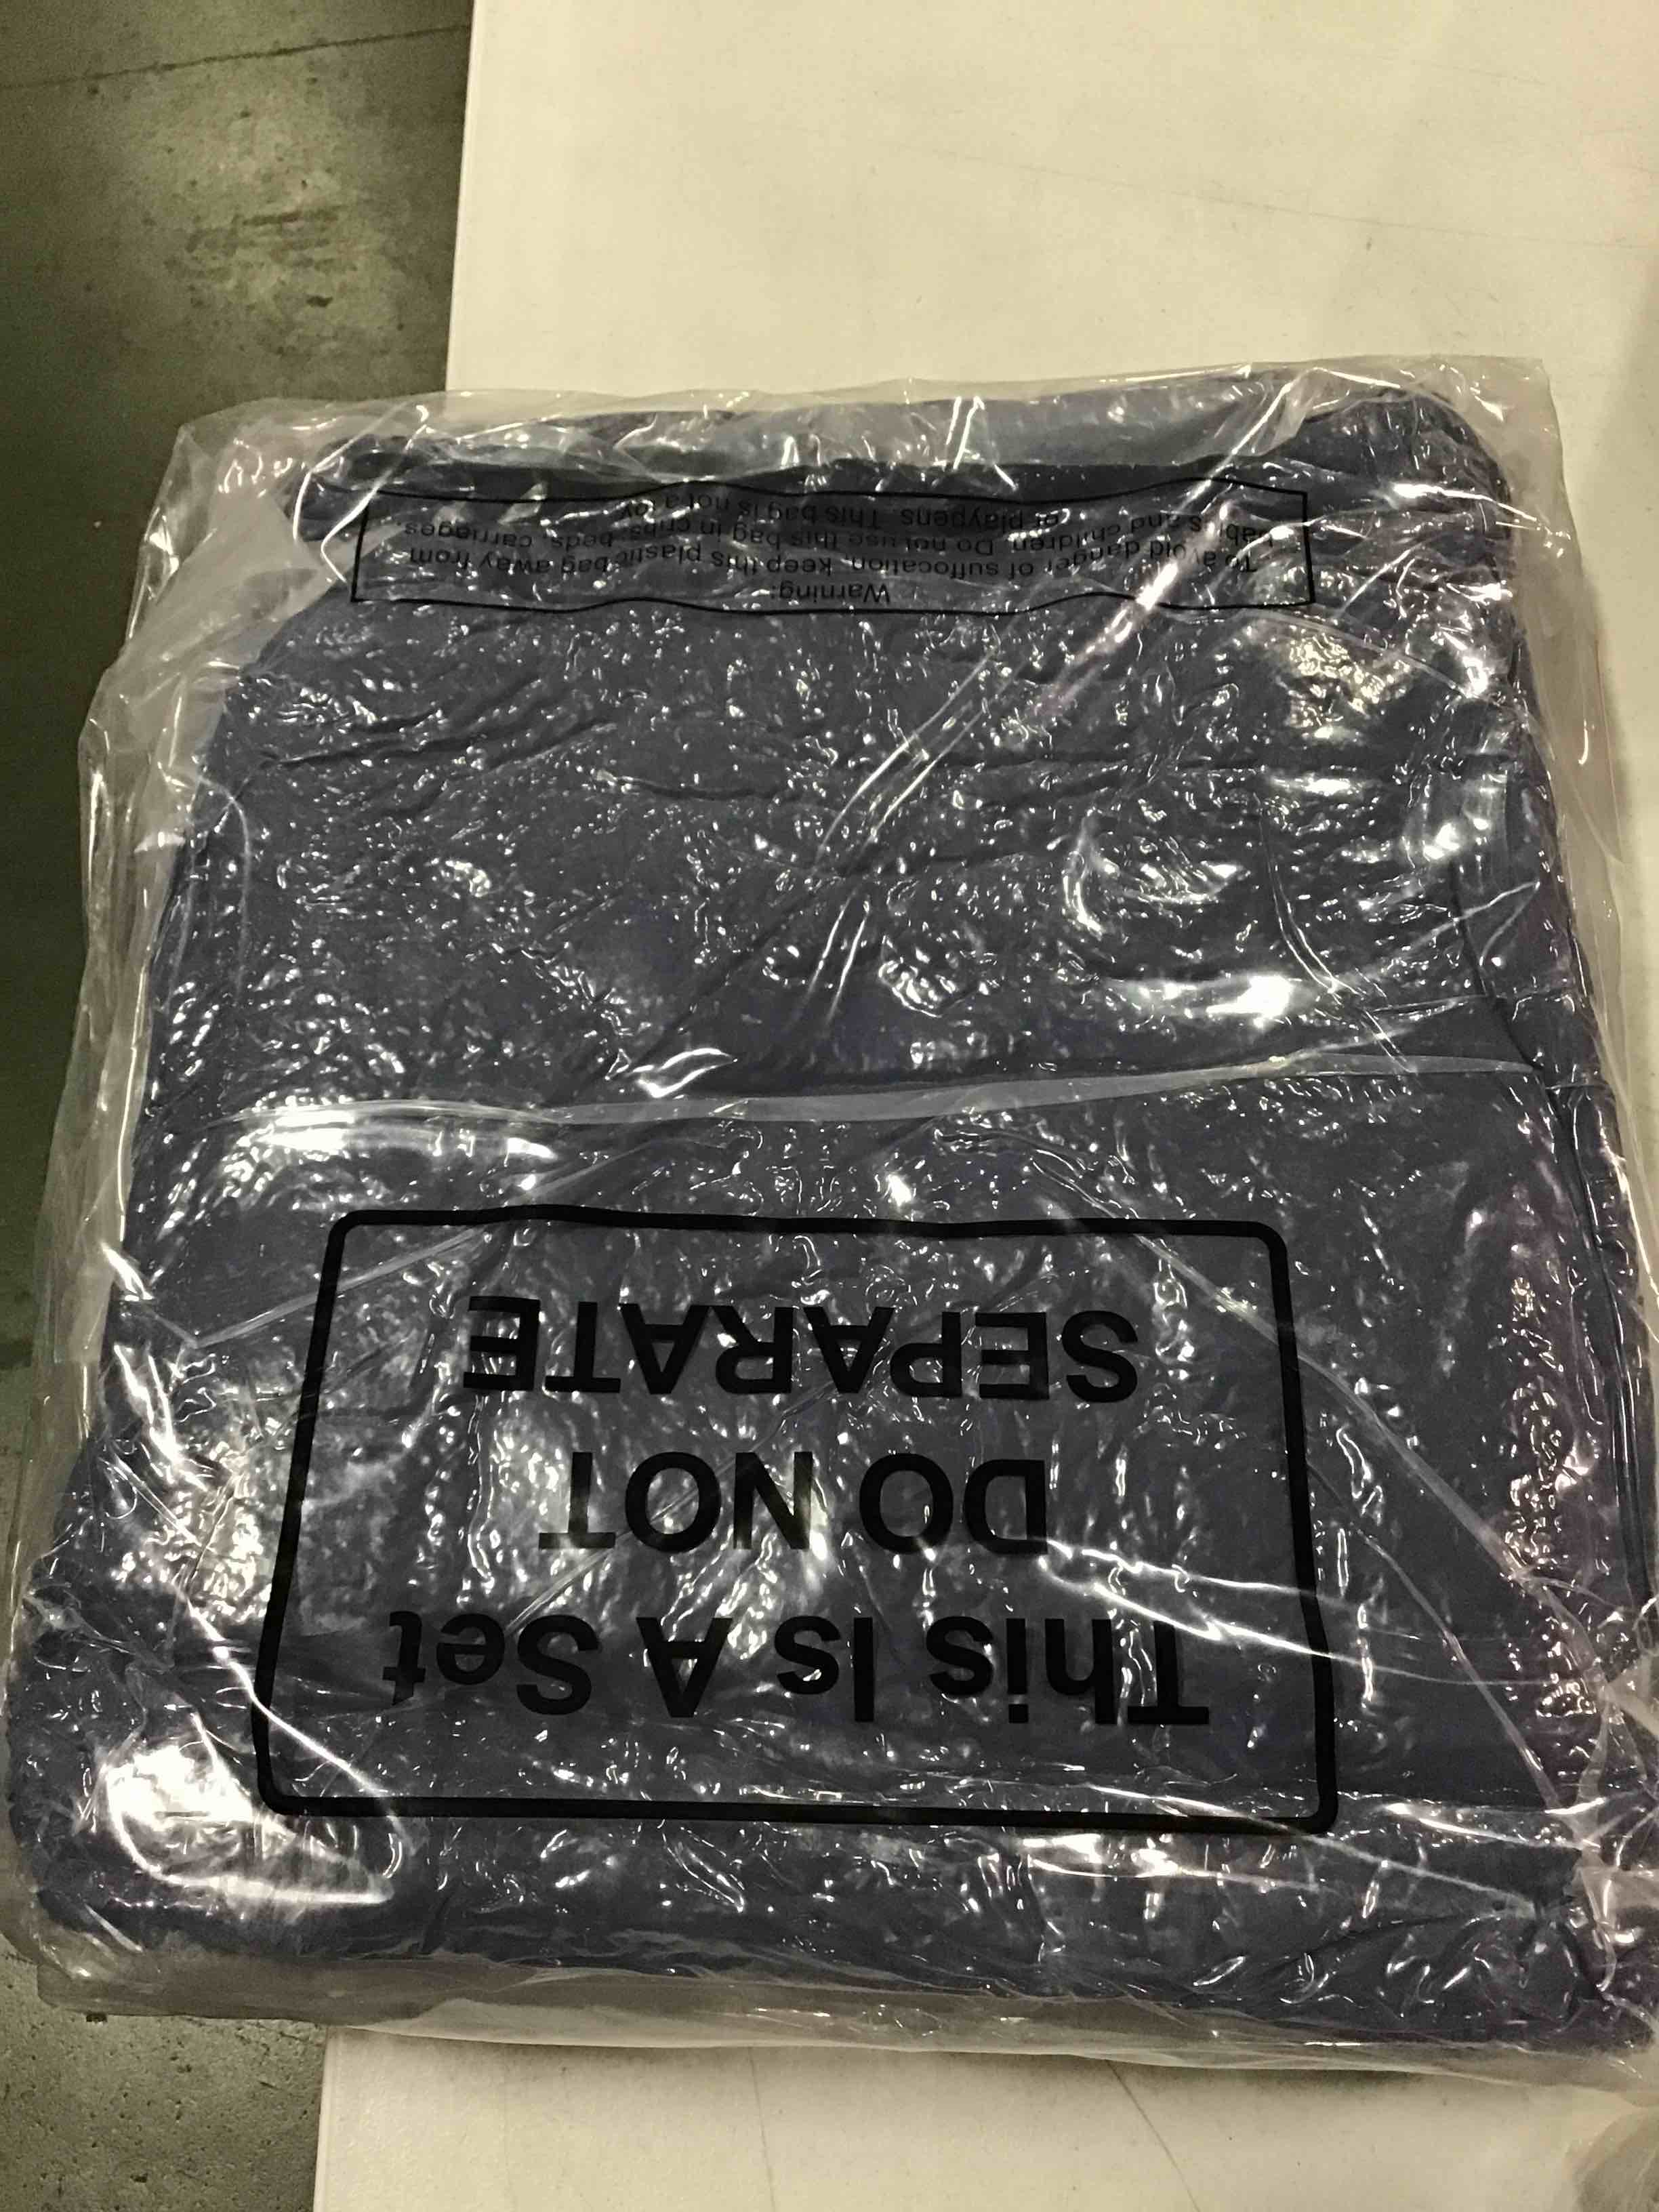 This Is A Set
DO NOT
SEPARATE
Warning:
To avoid danger of suffocation, keep this plastic bag away from
babies and children. Do not use this bag in cribs, beds, carrieges,
or playpens. This bag is not a toy